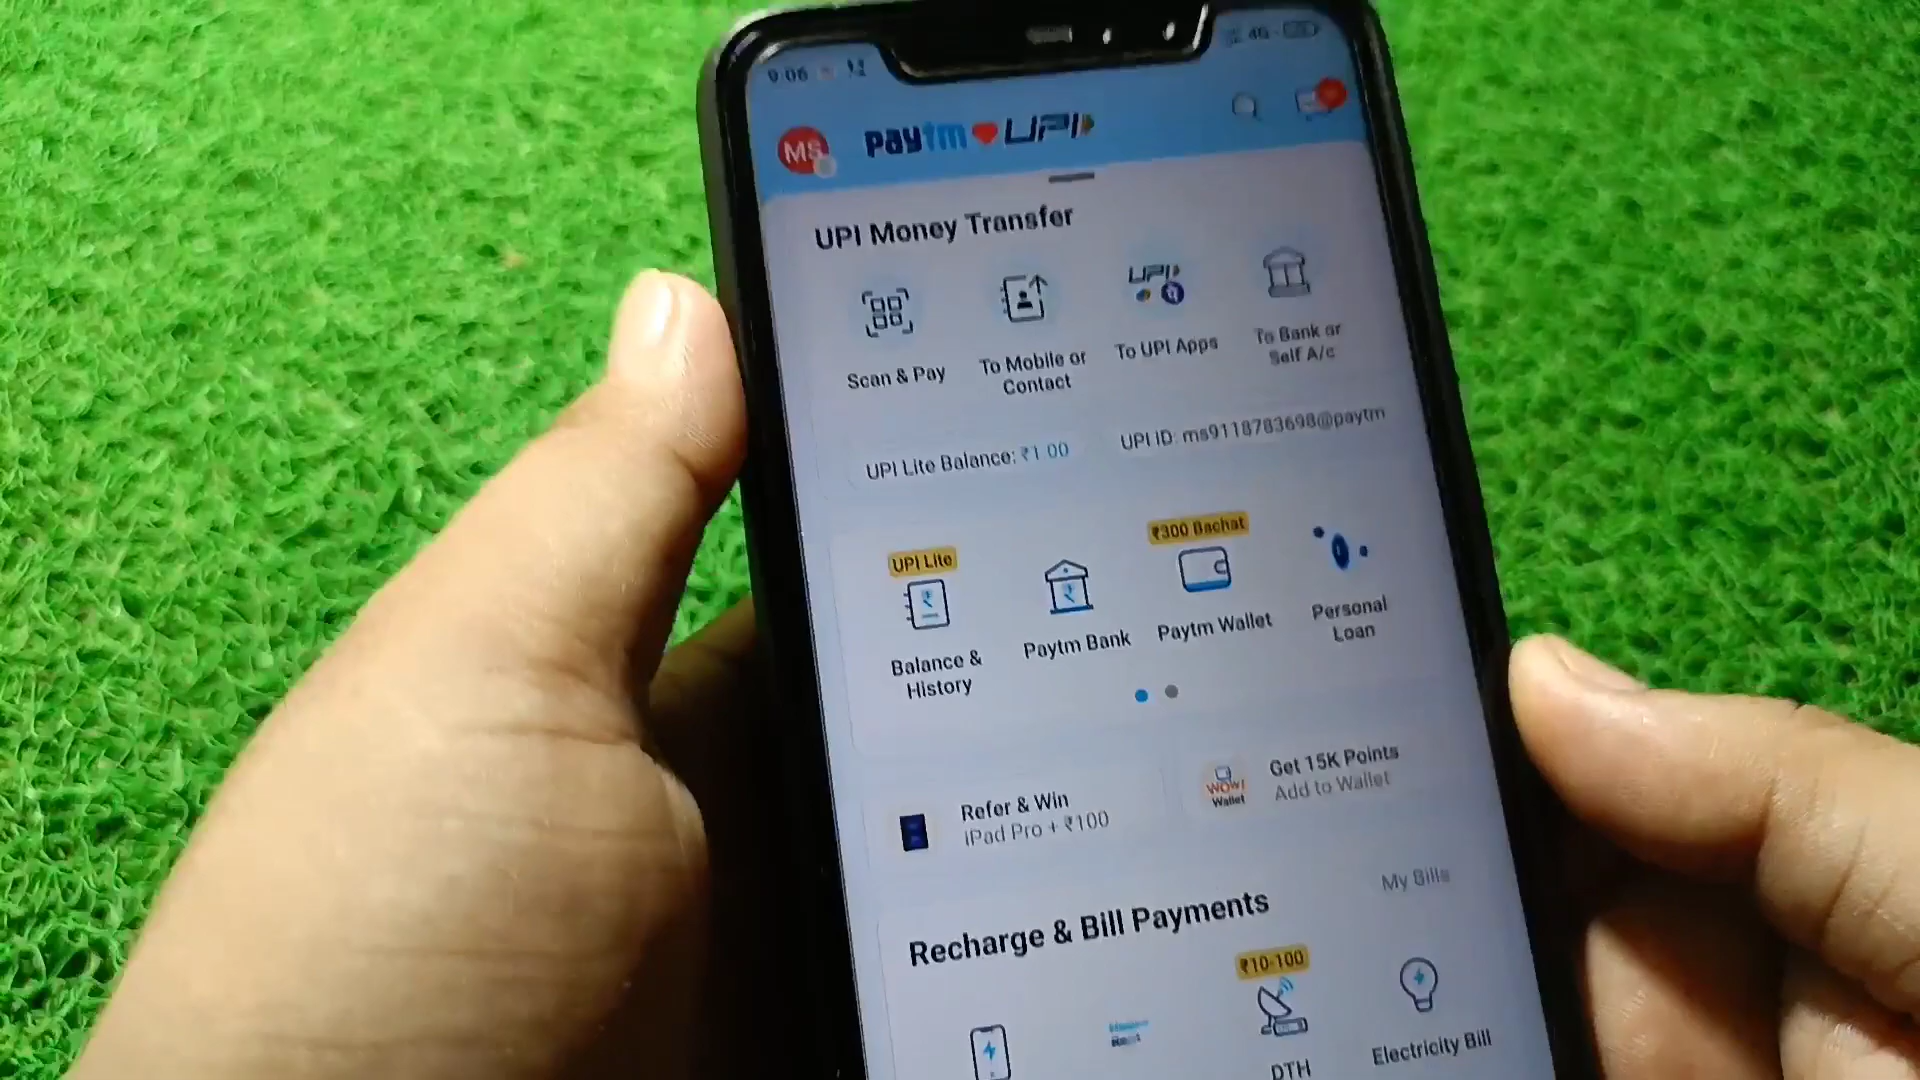 9:06
4G
MS
paytm UPI
UPI Money Transfer
Scan & Pay
To Mobile or
Contact
UPI
To UPI Apps
To Bank or
Self A/c
UPI Lite Balance: ₹1.00
UPI ID: ms9118783698@paytm
UPI Lite
Balance &
History
Paytm Bank
₹300 Bachat
Paytm Wallet
Personal
Loan
Refer & Win
iPad Pro + ₹100
WOW!
Wallet
Get 15K Points
Add to Wallet
Recharge & Bill Payments
My Bills
₹10-100
DTH
Electricity Bill